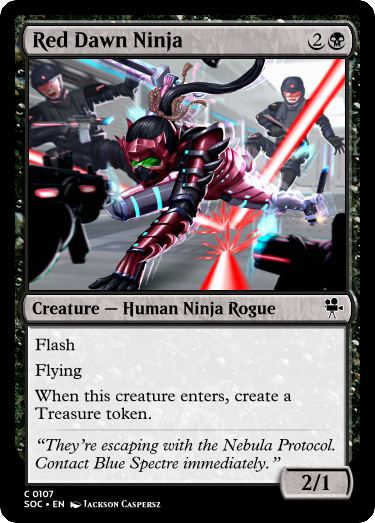 Red Dawn Ninja 2
Creature — Human Ninja Rogue
Flash
Flying
When this creature enters, create a
Treasure token.
“They’re escaping with the Nebula Protocol.
Contact Blue Spectre immediately.”
2/1
C 0107
SOC • EN Jackson Caspersz